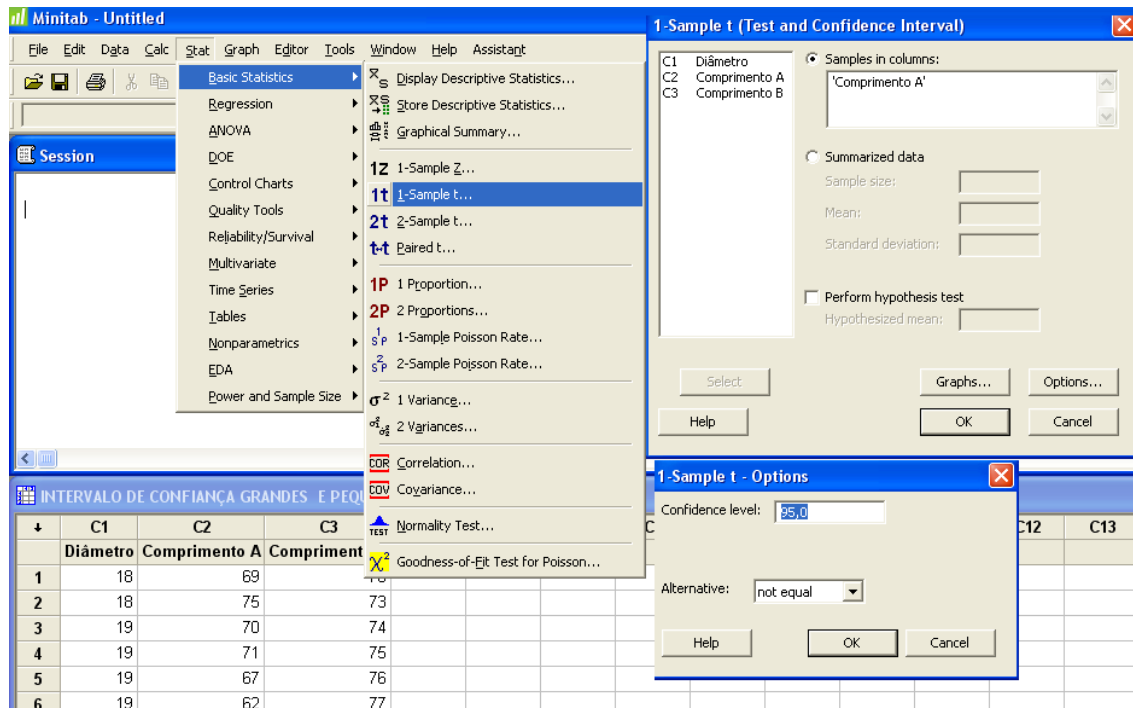 Minitab - Untitled
File Edit Data Calc Stat Graph Editor Tools Window Help Assistant
Basic Statistics
Regression
ANOVA
DOE
Control Charts
Quality Tools
Reliability/Survival
Multivariate
Time Series
Tables
Nonparametrics
EDA
Power and Sample Size
Display Descriptive Statistics...
Store Descriptive Statistics...
Graphical Summary...
1Z 1-Sample Z...
1t 1-Sample t...
2t 2-Sample t...
t-t Paired t...
1P 1 Proportion...
2P 2 Proportions...
1-Sample Poisson Rate...
2-Sample Poisson Rate...
σ² 1 Variance...
2 Variances...
COR Correlation...
COV Covariance...
TEST Normality Test...
χ² Goodness-of-Fit Test for Poisson...
Session
1-Sample t (Test and Confidence Interval)
C1 Diâmetro
C2 Comprimento A
C3 Comprimento B
Samples in columns:
'Comprimento A'
Summarized data
Sample size:
Mean:
Standard deviation:
Perform hypothesis test
Hypothesized mean:
Select
Graphs...
Options...
Help
OK
Cancel
1-Sample t - Options
Confidence level: 95,0
Alternative: not equal
Help
OK
Cancel
INTERVALO DE CONFIANÇA GRANDES E
C1 C2 C3 C12 C13
Diâmetro Comprimento A
1 18 69
2 18 75 73
3 19 70 74
4 19 71 75
5 19 67 76
6 19 62 77